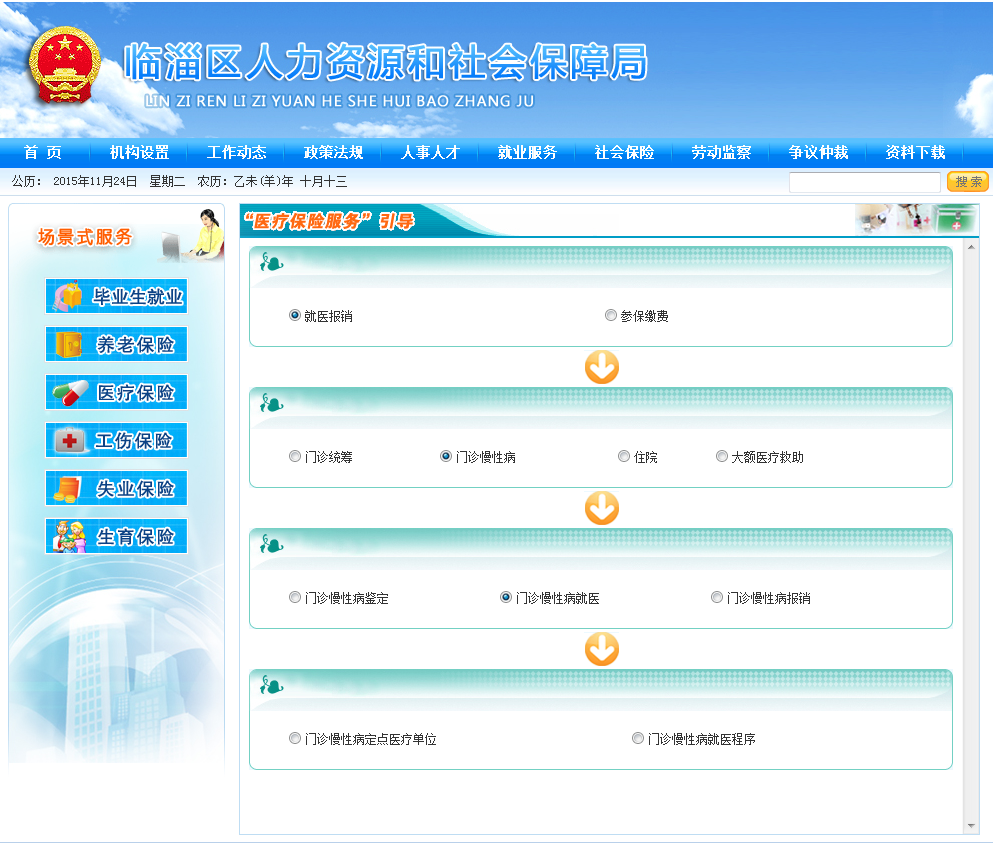 临淄区人力资源和社会保障局
LIN ZI REN LI ZI YUAN HE SHE HUI BAO ZHANG JU
首 页 机构设置 工作动态 政策法规 人事人才 就业服务 社会保险 劳动监察 争议仲裁 资料下载
公历: 2015年11月24日 星期二 农历:乙未(羊)年 十月十三 搜索
场景式服务
毕业生就业
养老保险
医疗保险
工伤保险
失业保险
生育保险
“医疗保险服务”引导
就医报销 参保缴费
门诊统筹 门诊慢性病 住院 大额医疗救助
门诊慢性病鉴定 门诊慢性病就医 门诊慢性病报销
门诊慢性病定点医疗单位 门诊慢性病就医程序